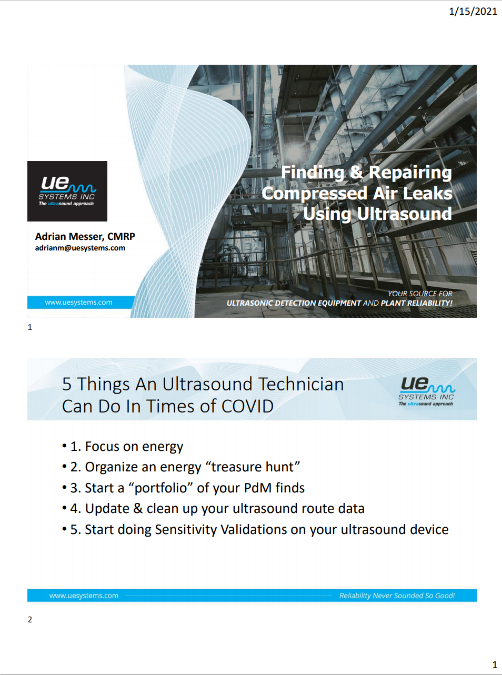 1/15/2021
ue
SYSTEMS INC
The ultrasound approach
Finding & Repairing
Compressed Air Leaks
Using Ultrasound
Adrian Messer, CMRP
adrianm@uesystems.com
www.uesystems.com
YOUR SOURCE FOR
ULTRASONIC DETECTION EQUIPMENT AND PLANT RELIABILITY!
1
5 Things An Ultrasound Technician
Can Do In Times of COVID
ue
SYSTEMS INC
The ultrasound approach
• 1. Focus on energy
• 2. Organize an energy “treasure hunt”
• 3. Start a “portfolio” of your PdM finds
• 4. Update & clean up your ultrasound route data
• 5. Start doing Sensitivity Validations on your ultrasound device
www.uesystems.com
Reliability Never Sounded So Good!
2
1